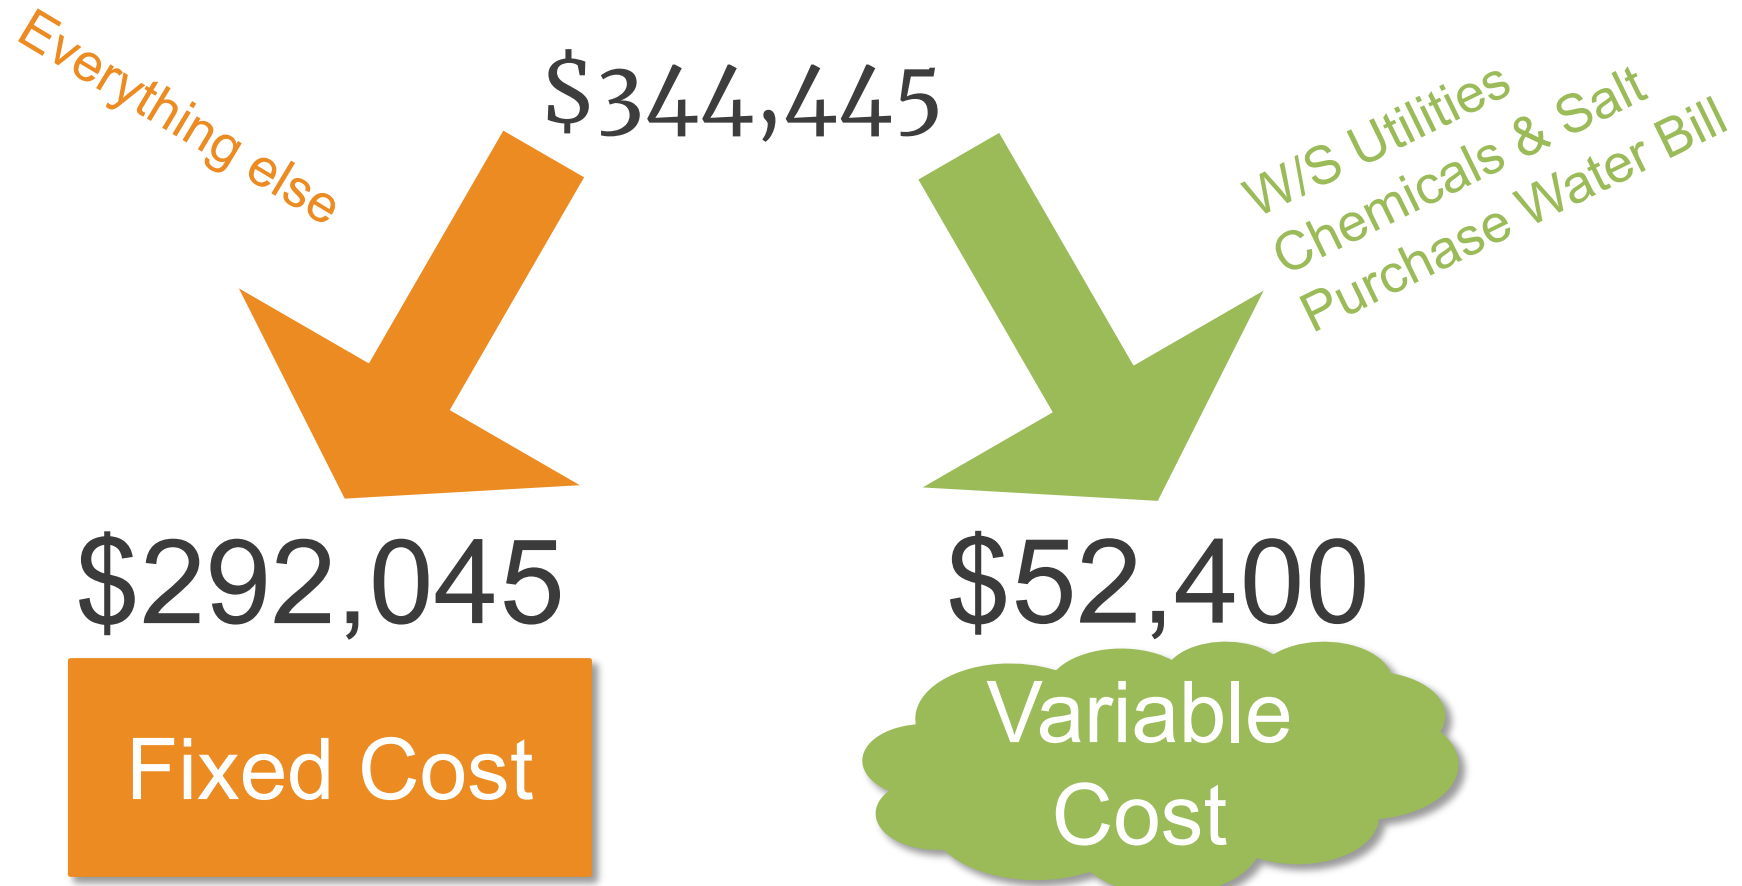 $344,445
Everything else
W/S Utilities
Chemicals & Salt
Purchase Water Bill
$292,045
$52,400
Fixed Cost
Variable
Cost